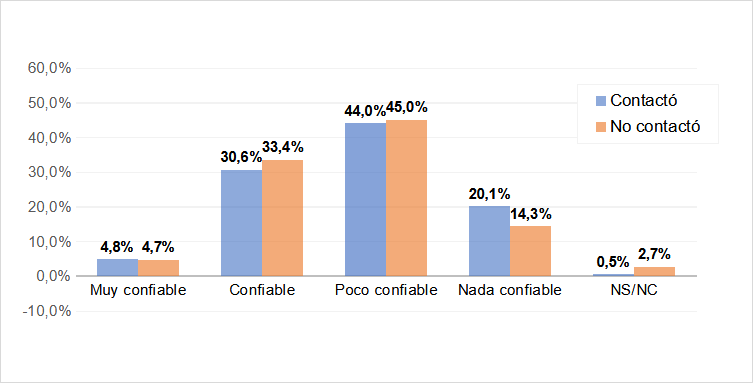 60,0%
50,0%
40,0%
30,0%
20,0%
10,0%
0,0%
-10,0%
4,8%
4,7%
30,6%
33,4%
44,0%
45,0%
20,1%
14,3%
0,5%
2,7%
Muy confiable
Confiable
Poco confiable
Nada confiable
NS/NC
Contactó
No contactó